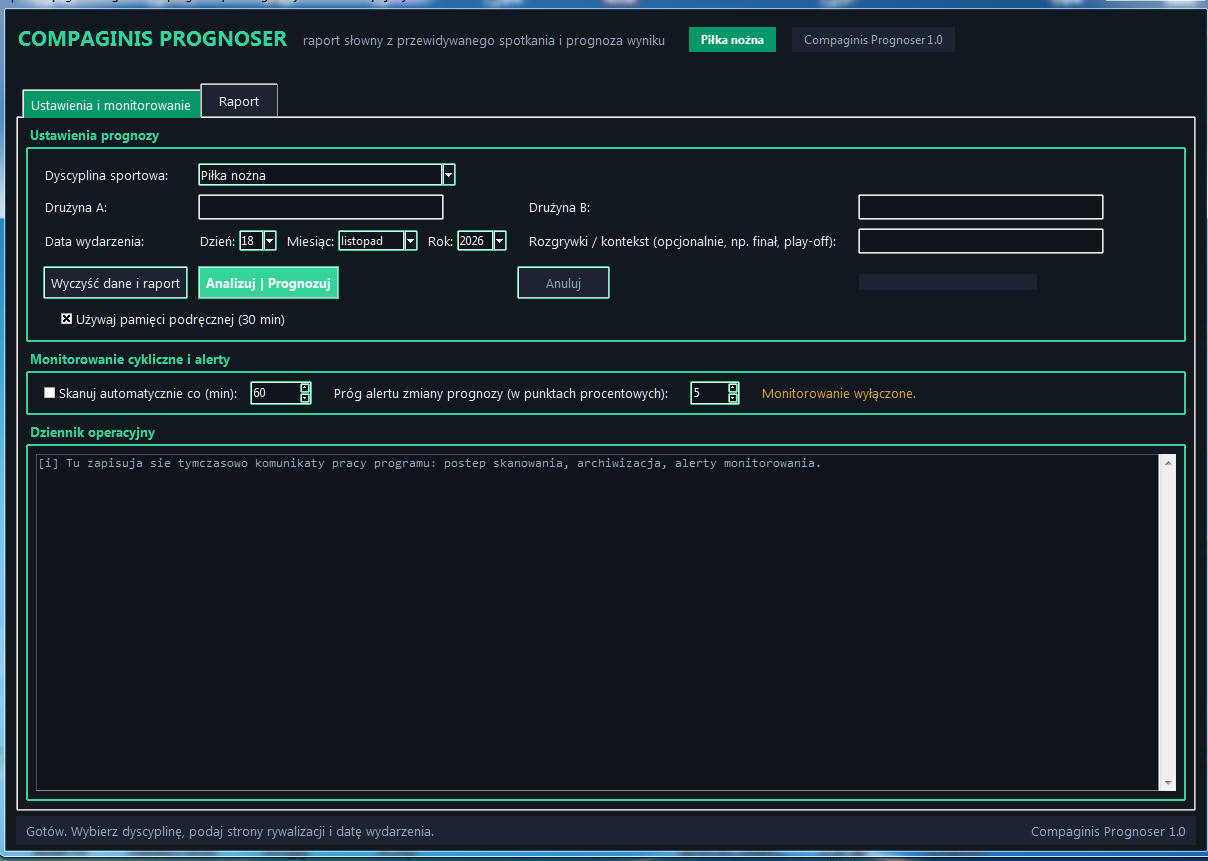 COMPAGINIS PROGNOSER raport słowny z przewidywanego spotkania i prognoza wyniku Piłka nożna Compaginis Prognoser 1.0
Ustawienia i monitorowanie Raport
Ustawienia prognozy
Dyscyplina sportowa: Piłka nożna
Drużyna A: Drużyna B:
Data wydarzenia: Dzień: 18 Miesiąc: listopad Rok: 2026 Rozgrywki / kontekst (opcjonalnie, np. finał, play-off):
Wyczyść dane i raport Analizuj | Prognozuj Anuluj
Używaj pamięci podręcznej (30 min)
Monitorowanie cykliczne i alerty
Skanuj automatycznie co (min): 60 Próg alertu zmiany prognozy (w punktach procentowych): 5 Monitorowanie wyłączone.
Dziennik operacyjny
[i] Tu zapisuja sie tymczasowo komunikaty pracy programu: postep skanowania, archiwizacja, alerty monitorowania.
Gotów. Wybierz dyscyplinę, podaj strony rywalizacji i datę wydarzenia. Compaginis Prognoser 1.0